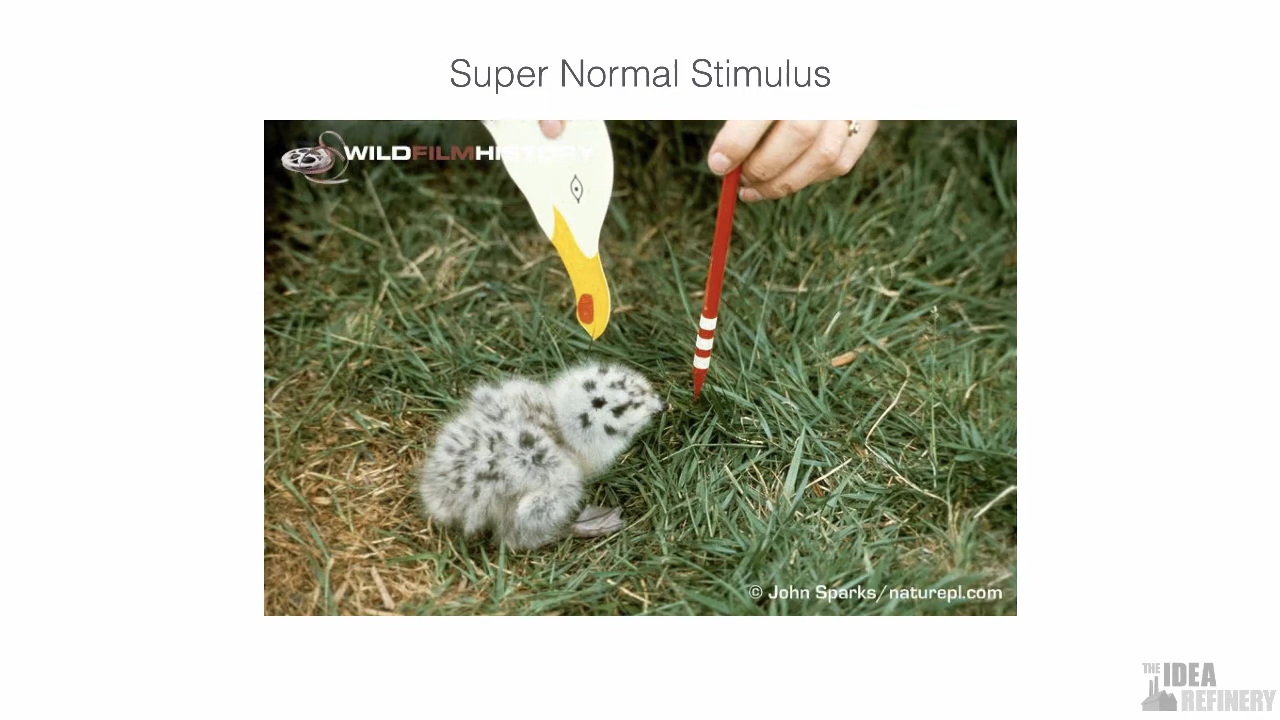 Super Normal Stimulus
WILDFILMHISTORY
© John Sparks/naturepl.com
THE IDEA
REFINERY